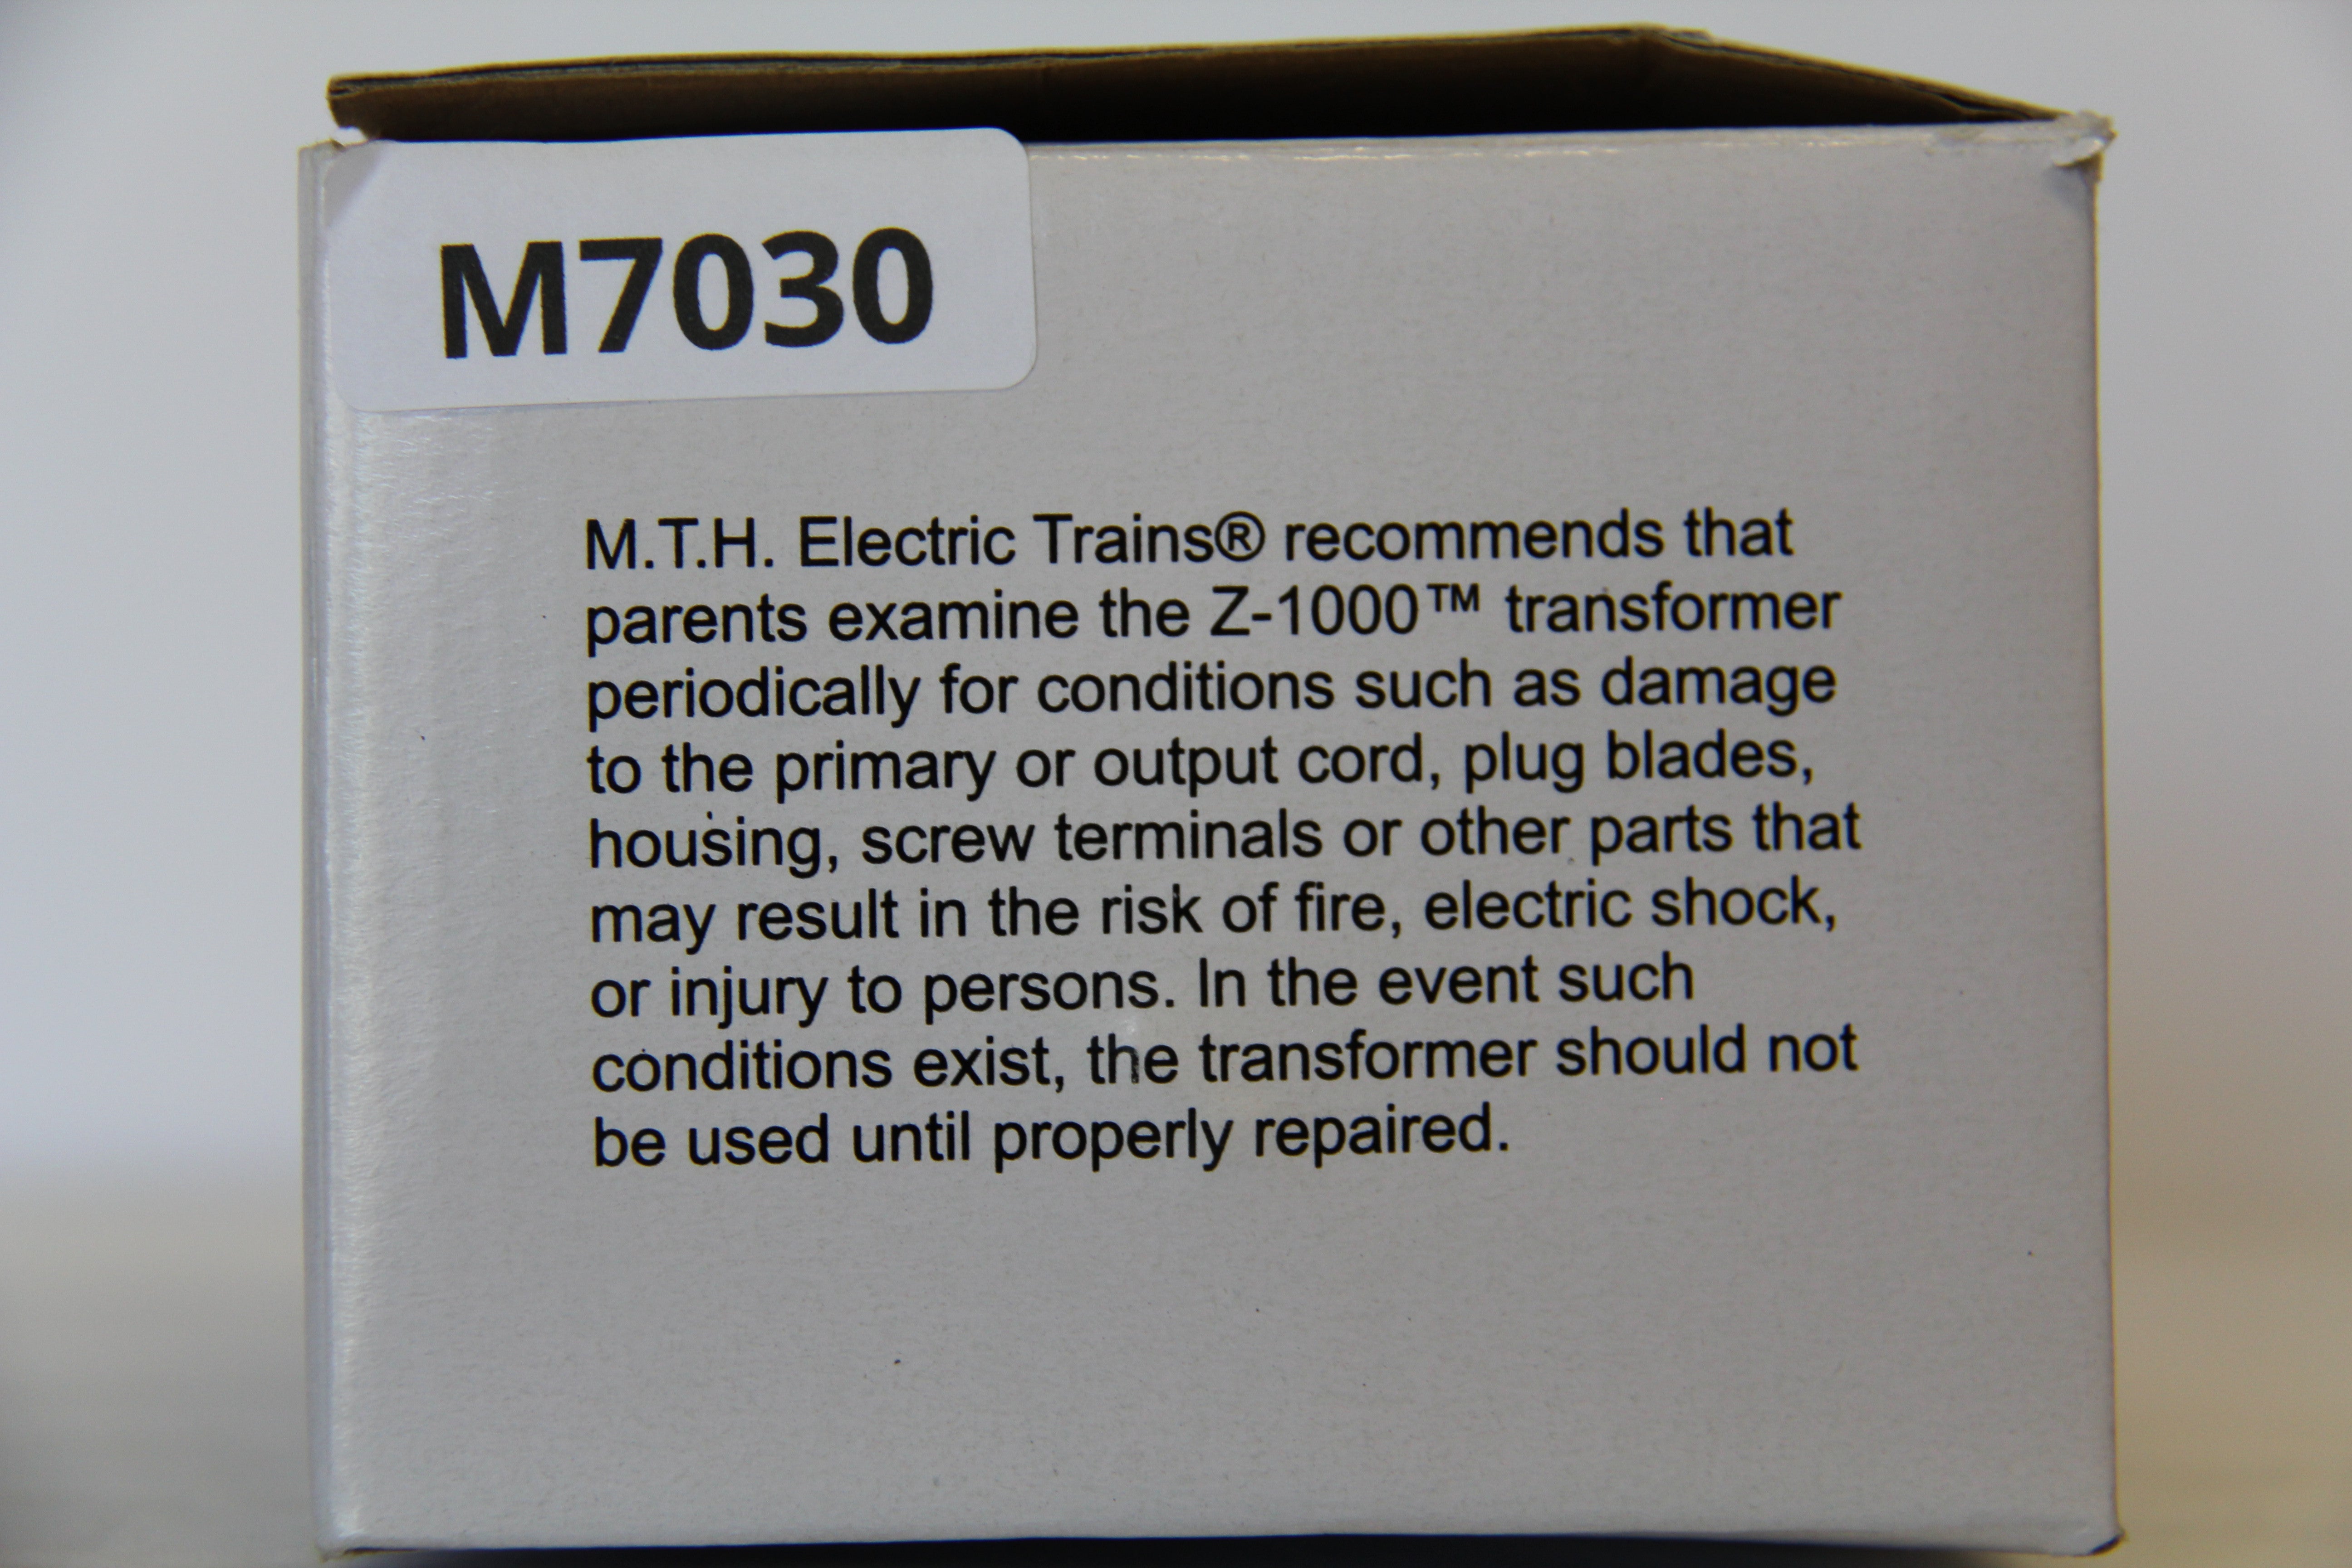 M7030
M.T.H. Electric Trains® recommends that
parents examine the Z-1000™ transformer
periodically for conditions such as damage
to the primary or output cord, plug blades,
housing, screw terminals or other parts that
may result in the risk of fire, electric shock,
or injury to persons. In the event such
conditions exist, the transformer should not
be used until properly repaired.